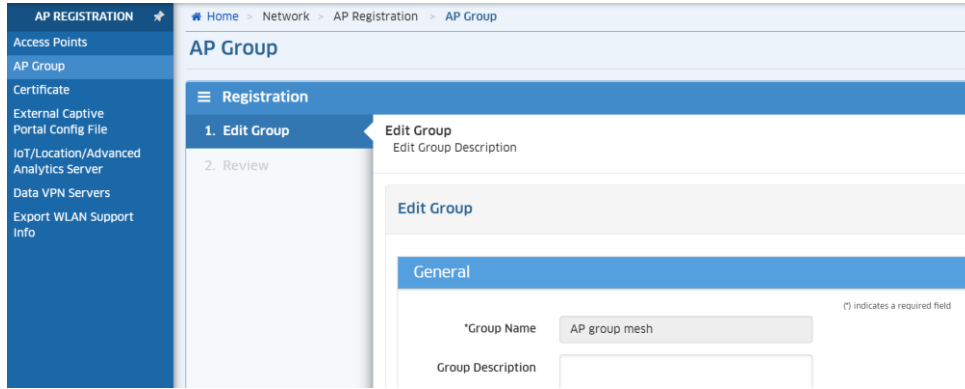 AP REGISTRATION
Access Points
AP Group
Certificate
External Captive
Portal Config File
IoT/Location/Advanced
Analytics Server
Data VPN Servers
Export WLAN Support
Info
Home > Network > AP Registration > AP Group
AP Group
Registration
1. Edit Group
2. Review
Edit Group
Edit Group Description
Edit Group
General
(*) indicates a required field
*Group Name AP group mesh
Group Description